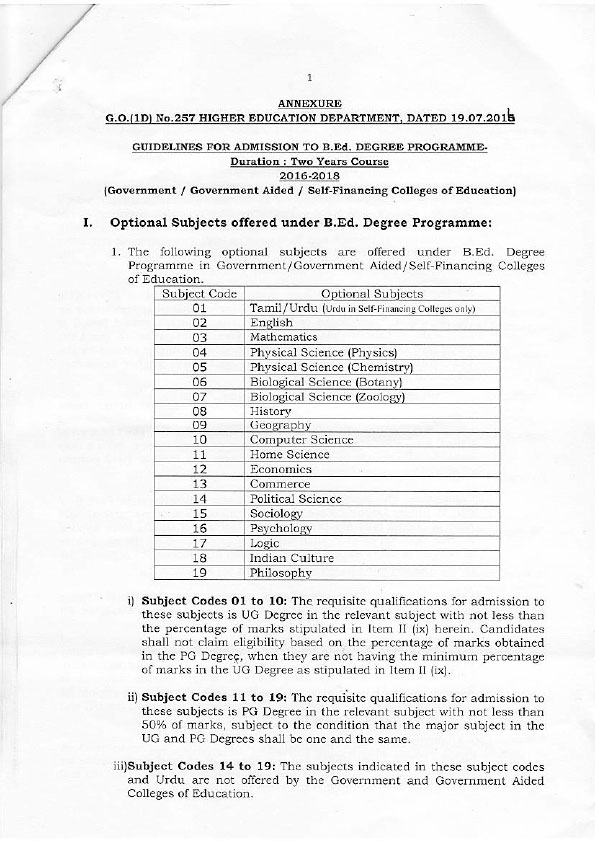 1
ANNEXURE
G.O.(1D) No.257 HIGHER EDUCATION DEPARTMENT, DATED 19.07.2016
GUIDELINES FOR ADMISSION TO B.Ed. DEGREE PROGRAMME-
Duration : Two Years Course
2016-2018
(Government / Government Aided / Self-Financing Colleges of Education)
I. Optional Subjects offered under B.Ed. Degree Programme:
1. The following optional subjects are offered under B.Ed. Degree
Programme in Government/Government Aided/Self-Financing Colleges
of Education.
Subject Code Optional Subjects
01 Tamil/Urdu (Urdu in Self-Financing Colleges only)
02 English
03 Mathematics
04 Physical Science (Physics)
05 Physical Science (Chemistry)
06 Biological Science (Botany)
07 Biological Science (Zoology)
08 History
09 Geography
10 Computer Science
11 Home Science
12 Economics
13 Commerce
14 Political Science
15 Sociology
16 Psychology
17 Logic
18 Indian Culture
19 Philosophy
i) Subject Codes 01 to 10: The requisite qualifications for admission to
these subjects is UG Degree in the relevant subject with not less than
the percentage of marks stipulated in Item II (ix) herein. Candidates
shall not claim eligibility based on the percentage of marks obtained
in the PG Degree, when they are not having the minimum percentage
of marks in the UG Degree as stipulated in Item II (ix).
ii) Subject Codes 11 to 19: The requisite qualifications for admission to
these subjects is PG Degree in the relevant subject with not less than
50% of marks, subject to the condition that the major subject in the
UG and PG Degrees shall be one and the same.
iii)Subject Codes 14 to 19: The subjects indicated in these subject codes
and Urdu are not offered by the Government and Government Aided
Colleges of Education.